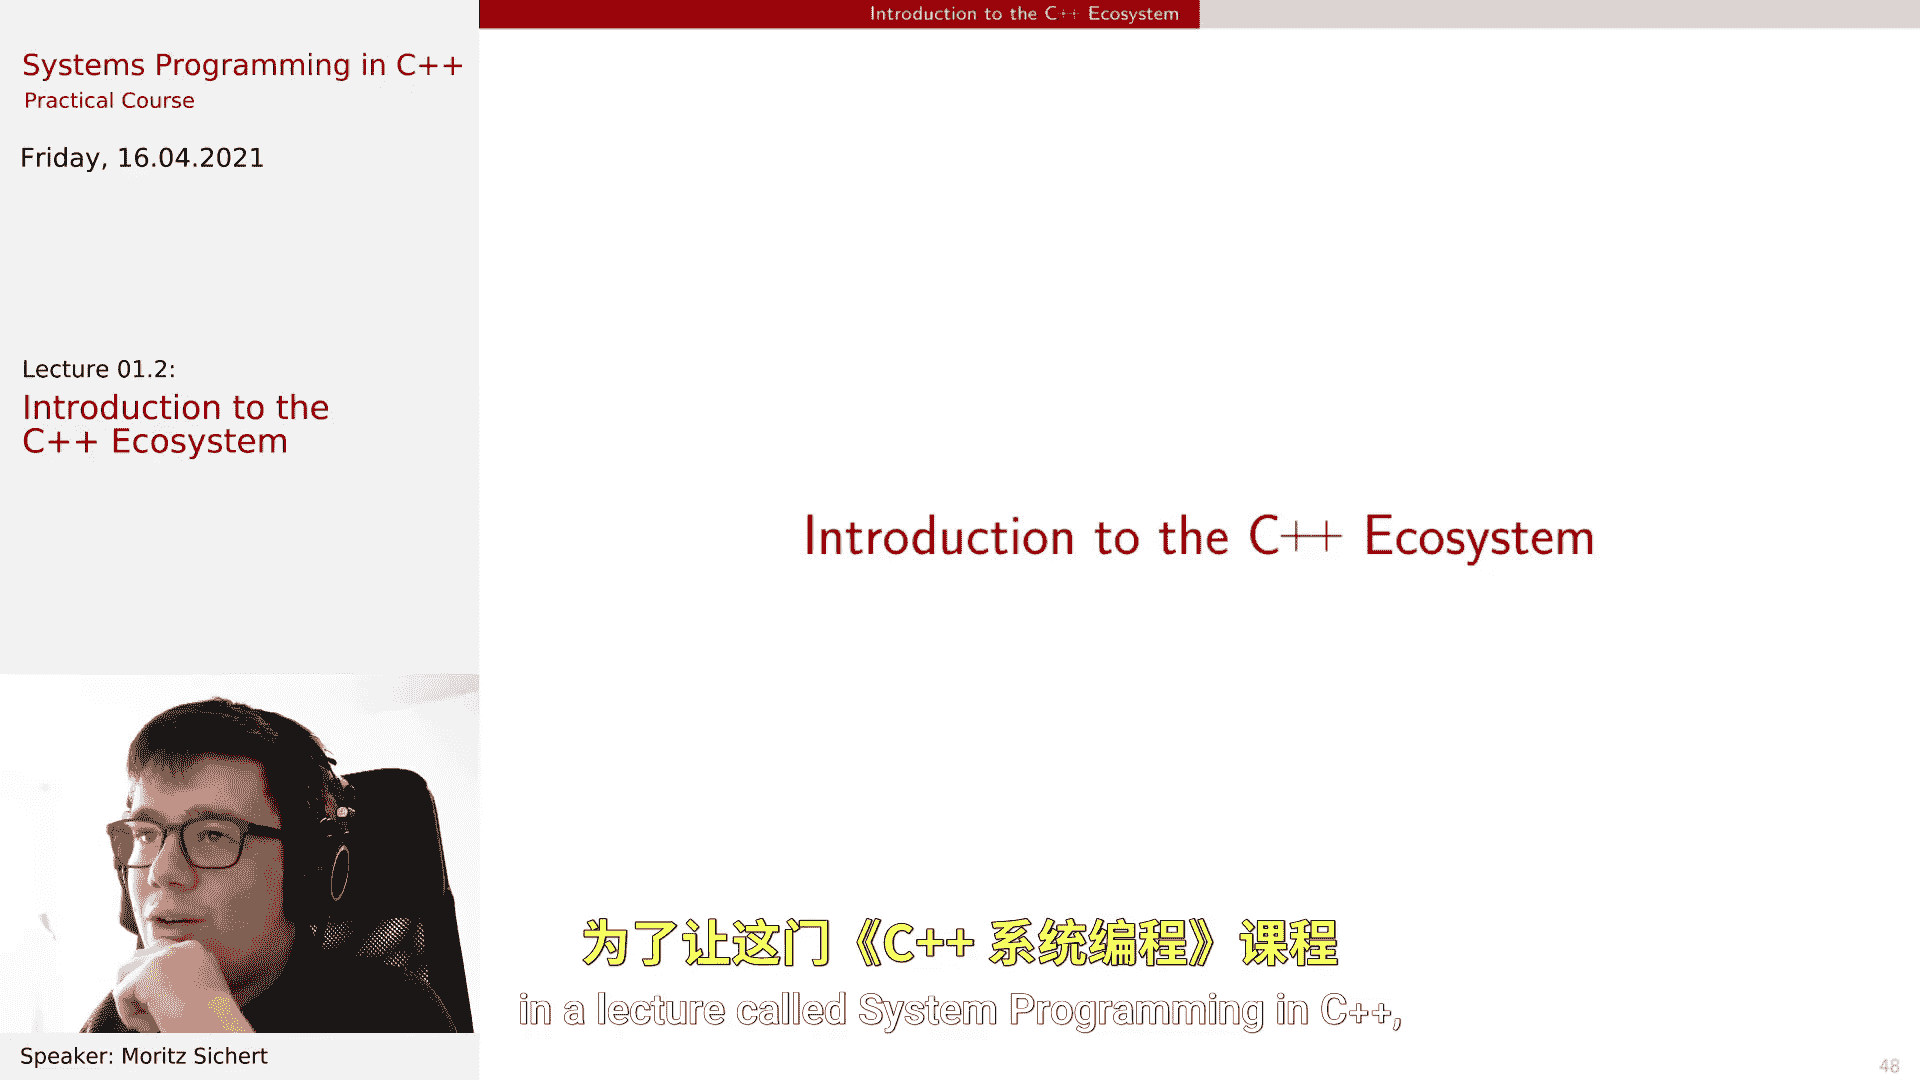 Systems Programming in C++
Practical Course
Friday, 16.04.2021
Lecture 01.2:
Introduction to the
C++ Ecosystem
Speaker: Moritz Sichert
Introduction to the C++ Ecosystem
Introduction to the C++ Ecosystem
为了让这门《C++ 系统编程》课程
in a lecture called System Programming in C++,
48